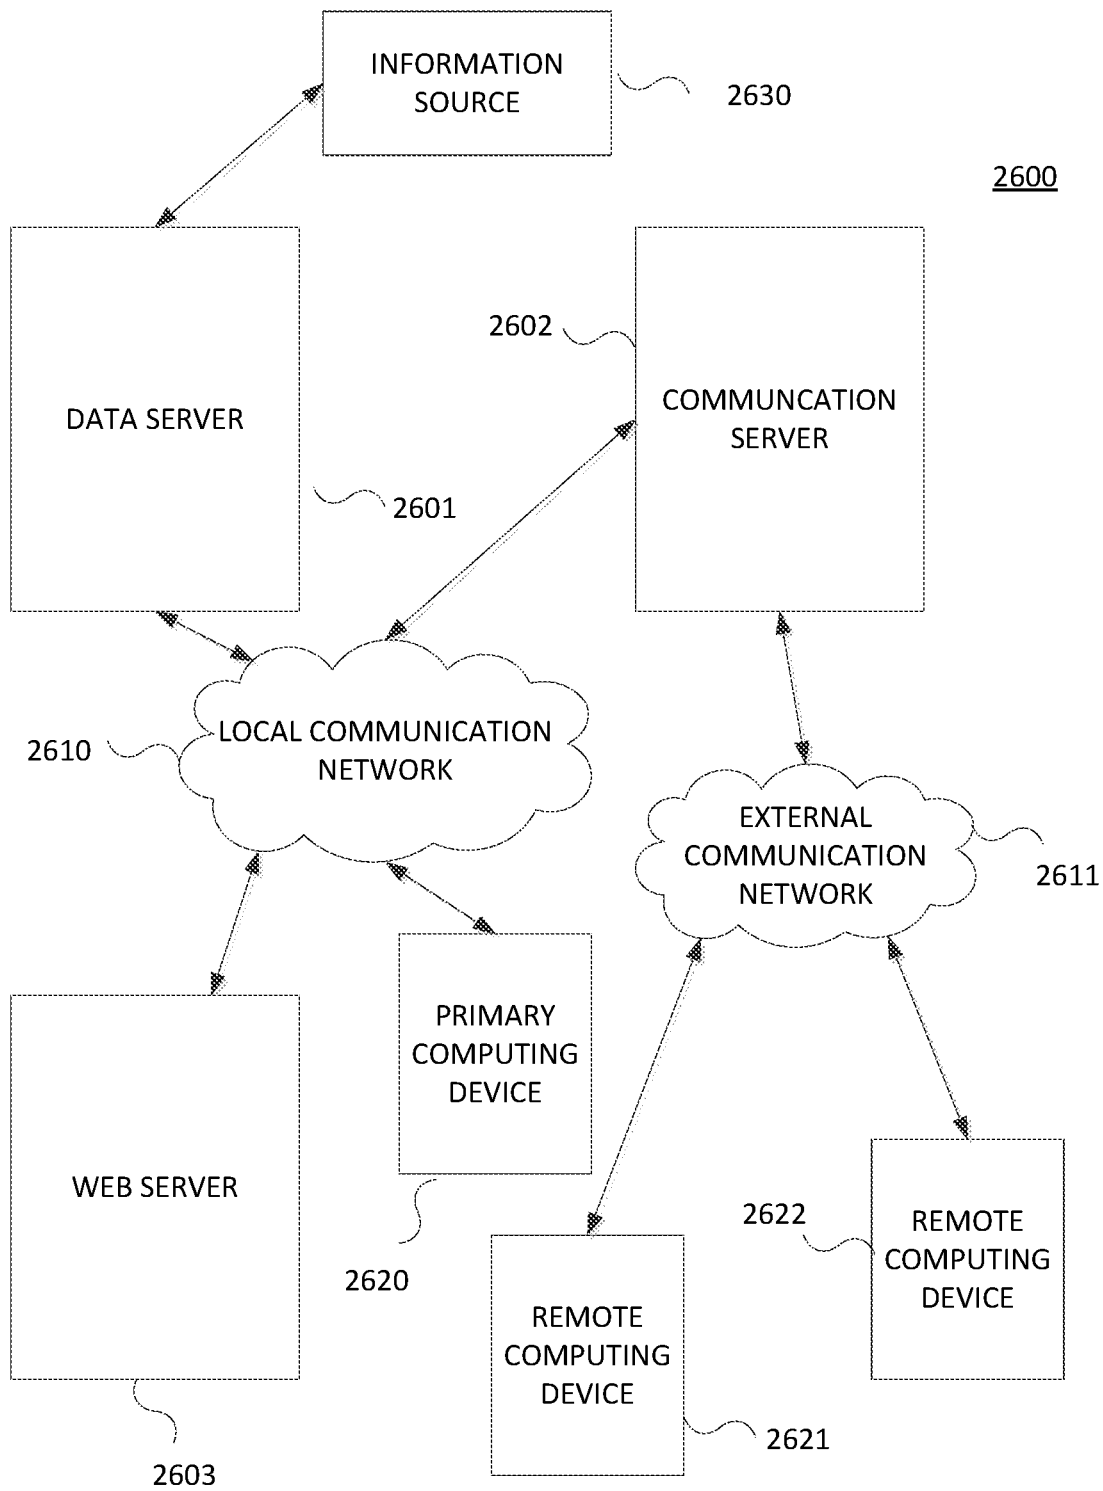 INFORMATION
SOURCE
2630
2600
2602
DATA SERVER
COMMUNCATION
SERVER
2601
LOCAL COMMUNICATION
NETWORK
2610
EXTERNAL
COMMUNICATION
NETWORK
2611
PRIMARY
COMPUTING
DEVICE
WEB SERVER
2620
2622
REMOTE
COMPUTING
DEVICE
REMOTE
COMPUTING
DEVICE
2621
2603